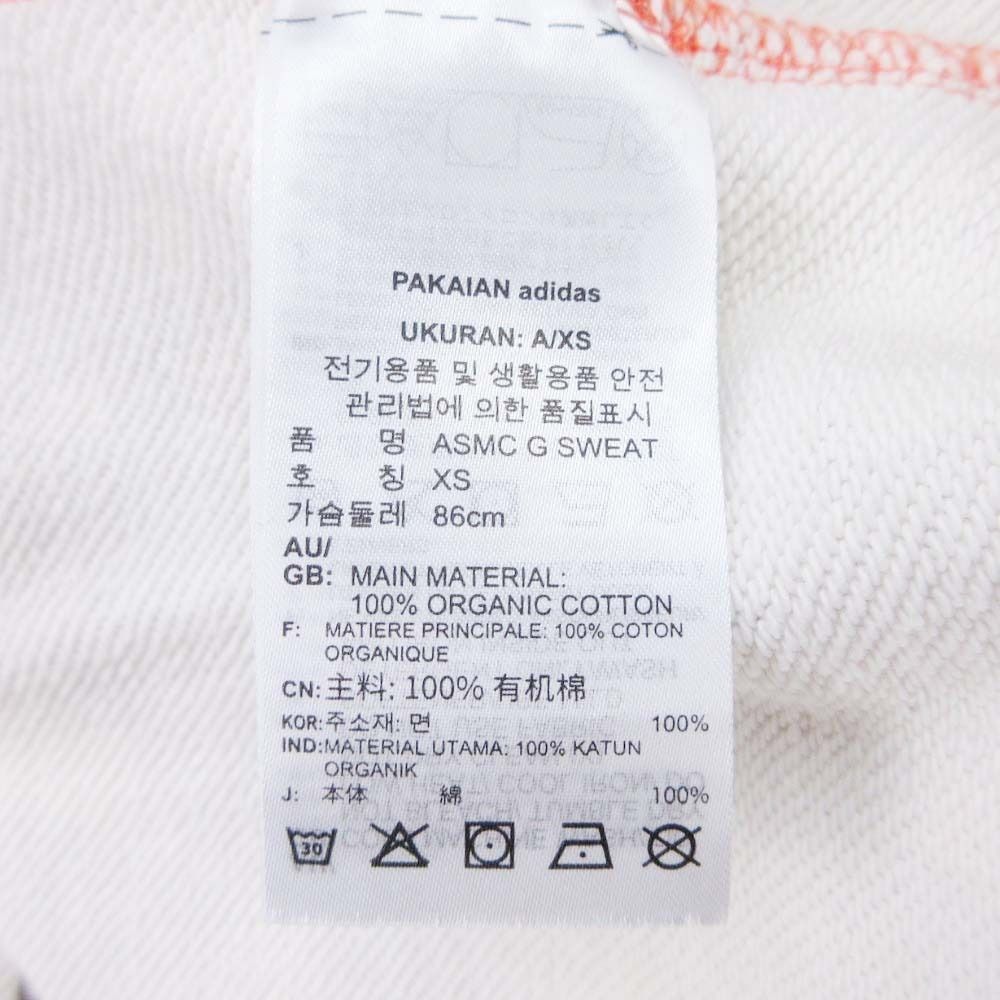 PAKAIAN adidas
UKURAN: A/XS
전기용품 및 생활용품 안전
관리법에 의한 품질표시
품 명 ASMC G SWEAT
호 칭 XS
가슴둘레 86cm
AU/
GB: MAIN MATERIAL:
100% ORGANIC COTTON
F: MATIERE PRINCIPALE: 100% COTON
ORGANIQUE
CN: 主料: 100% 有机棉
KOR: 주소재: 면 100%
IND: MATERIAL UTAMA: 100% KATUN
ORGANIK
J: 本体 綿 100%
30